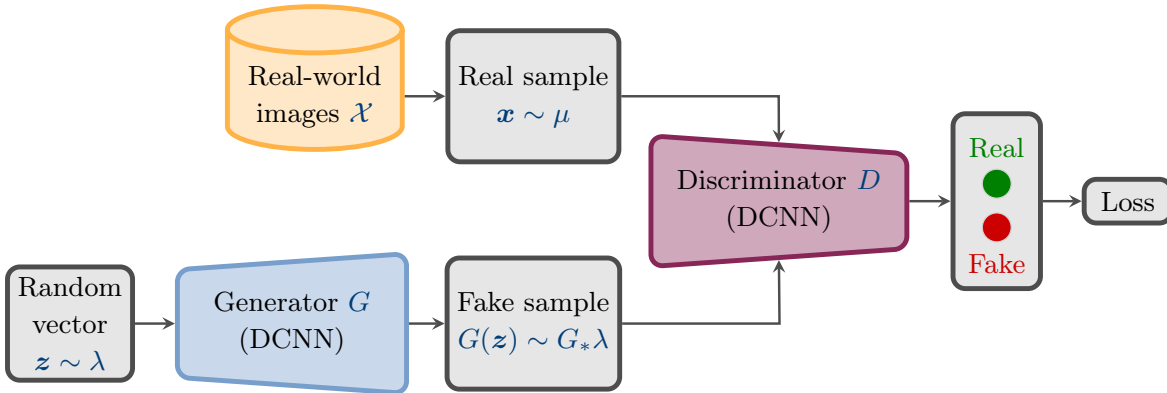 Real-world
images 𝒳
Real sample
𝒙 ∼ μ
Discriminator D
(DCNN)
Real
Fake
Loss
Random
vector
𝒛 ∼ λ
Generator G
(DCNN)
Fake sample
G(𝒛) ∼ G∗λ